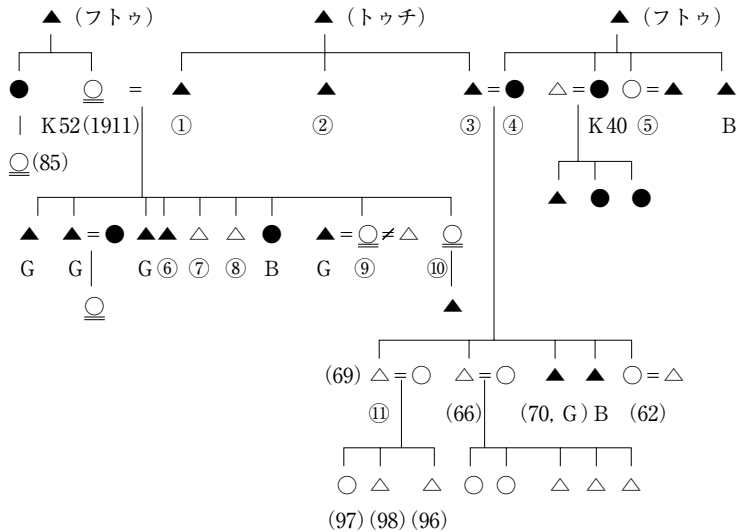 ▲ (フトゥ) ▲ (トゥチ) ▲ (フトゥ)
● ○ = ▲ ▲ ▲ = ● △ = ● ○ = ▲ ▲
K52(1911) ① ② ③ ④ K40 ⑤ B
○(85) ▲ ● ●
▲ ▲ = ● ▲ ▲ △ △ ● ▲ = ○ ≠ △ ○
G G G ⑥ ⑦ ⑧ B G ⑨ ⑩
○ ▲
(69) △ = ○ △ = ○ ▲ ▲ ○ = △
⑪ (66) (70, G) B (62)
○ △ △ ○ ○ △ △ △
(97) (98) (96)